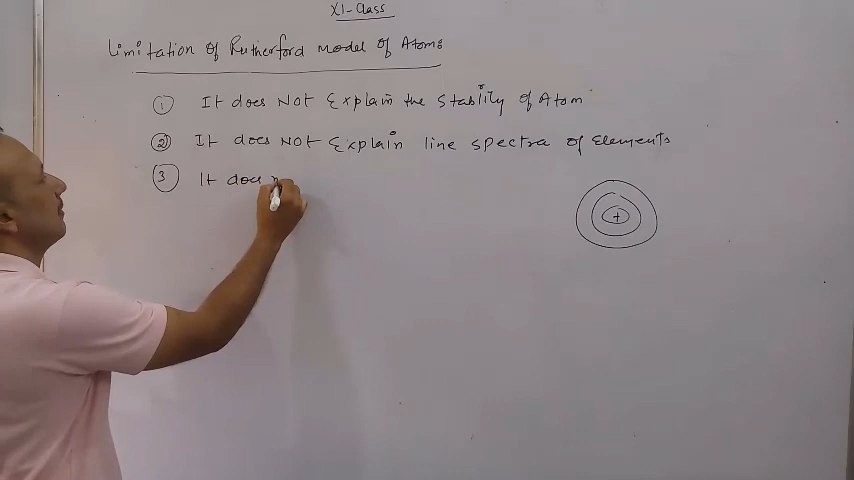 XI-Class
Limitation of Rutherford Model of Atoms
① It does Not Explain the Stability of Atom
② It does Not Explain line spectra of Elements
③ It does n
+